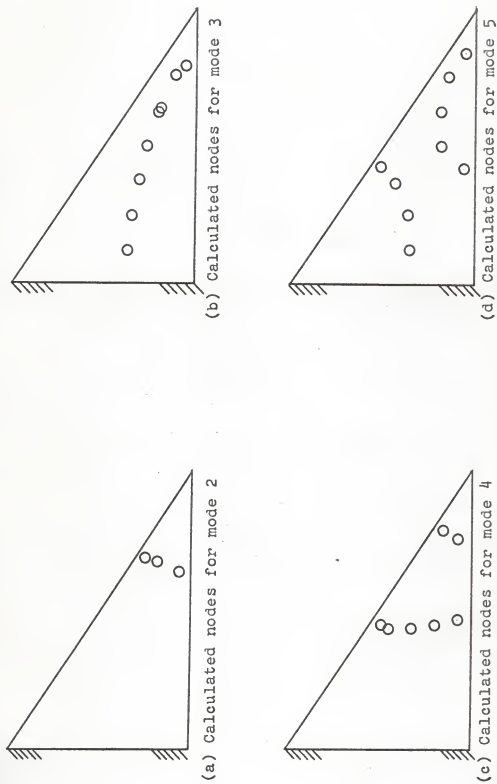 (a) Calculated nodes for mode 2
(b) Calculated nodes for mode 3
(c) Calculated nodes for mode 4
(d) Calculated nodes for mode 5